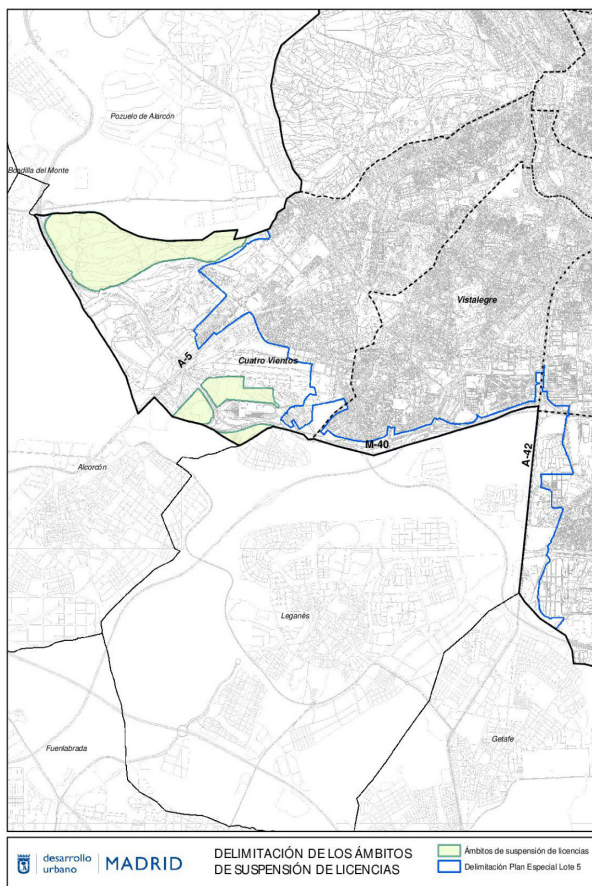 Pozuelo de Alarcón
Boadilla del Monte
Vistalegre
A-5
Cuatro Vientos
M-40
A-42
Alcorcón
Leganés
Fuenlabrada
Getafe
desarrollo
urbano
MADRID
DELIMITACIÓN DE LOS ÁMBITOS
DE SUSPENSIÓN DE LICENCIAS
Ámbitos de suspensión de licencias
Delimitación Plan Especial Lote 5